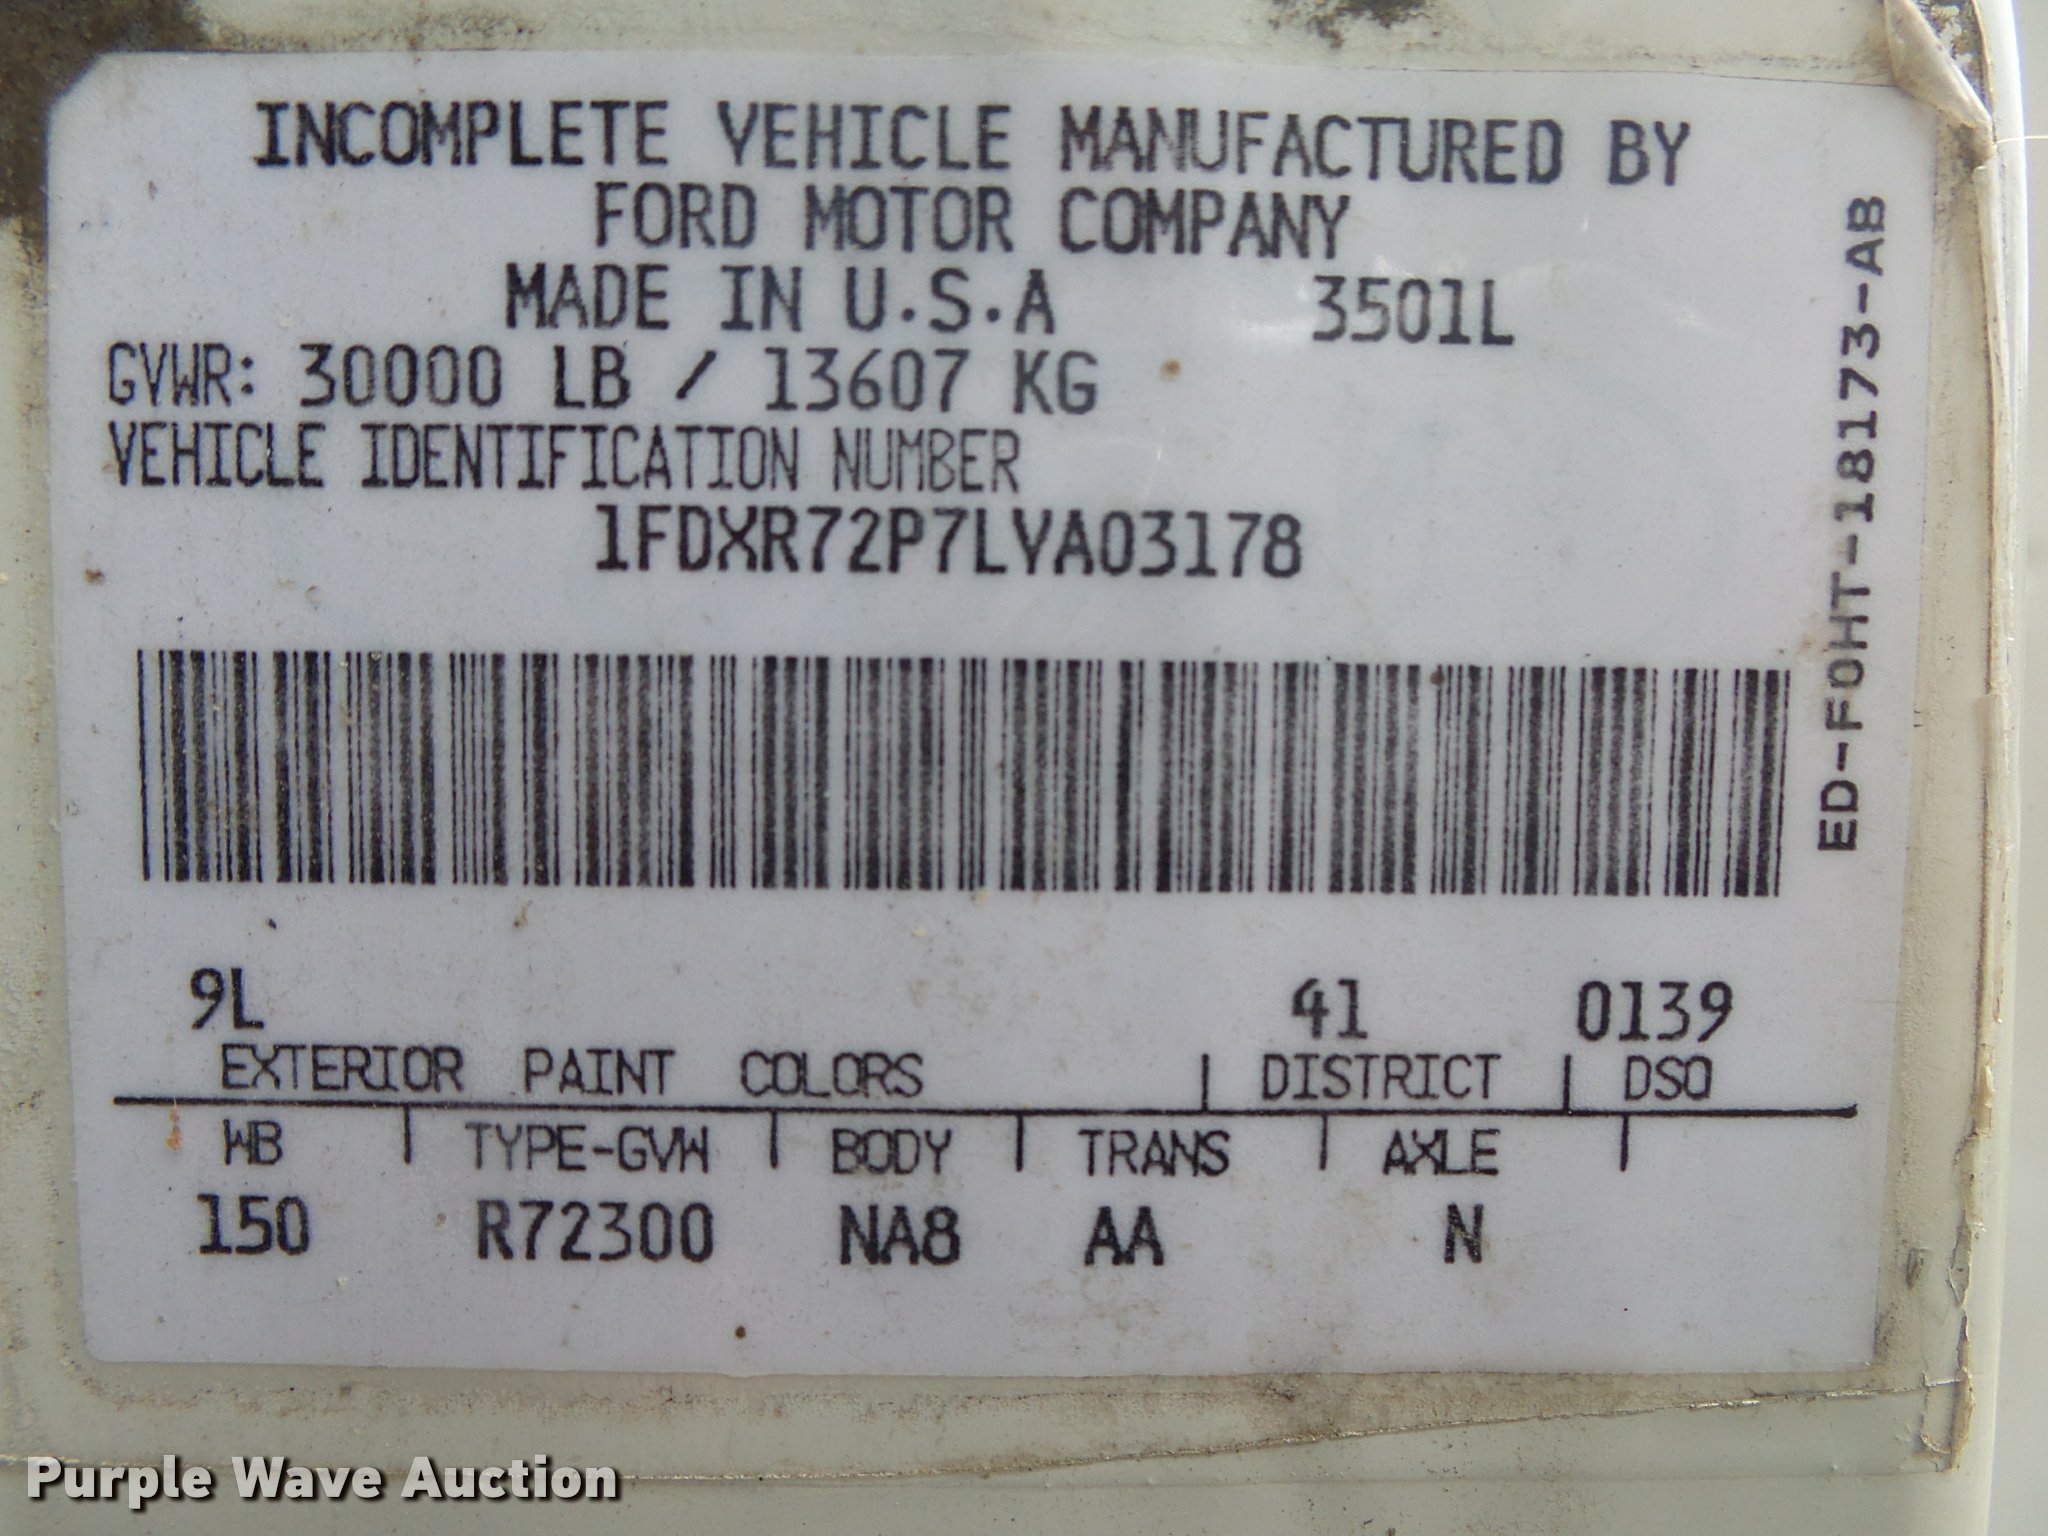 INCOMPLETE VEHICLE MANUFACTURED BY
FORD MOTOR COMPANY
MADE IN U.S.A 3501L
GVWR: 30000 LB / 13607 KG
VEHICLE IDENTIFICATION NUMBER
1FDXR72P7LVA03178
ED-F0HT-18173-AB
9L 41 0139
EXTERIOR PAINT COLORS | DISTRICT | DSO
WB | TYPE-GVW | BODY | TRANS | AXLE |
150 R72300 NA8 AA N
Purple Wave Auction